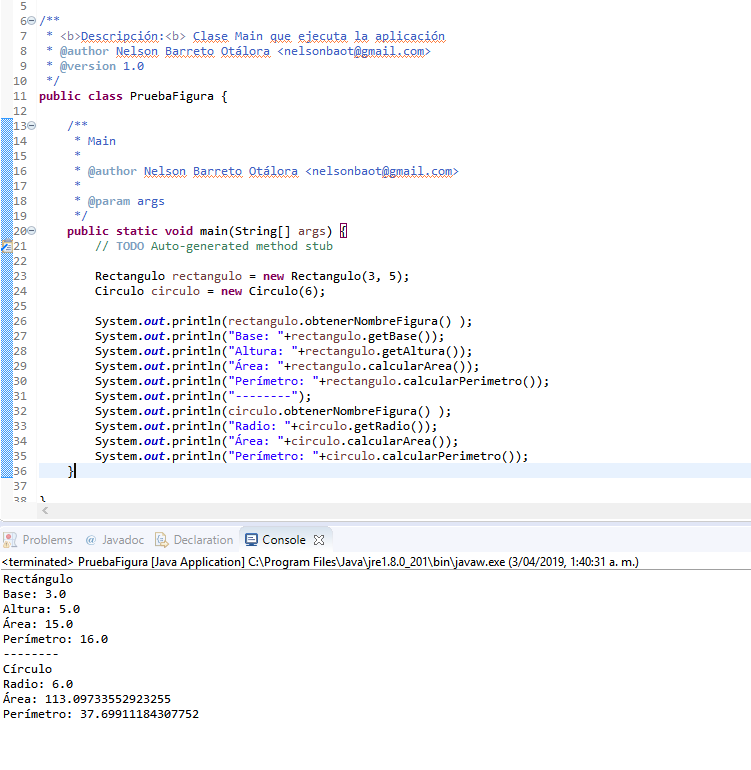 5
6 /**
7  * <b>Descripción:<b> Clase Main que ejecuta la aplicación
8  * @author Nelson Barreto Otálora <nelsonbaot@gmail.com>
9  * @version 1.0
10  */
11 public class PruebaFigura {
12
13     /**
14      * Main
15      *
16      * @author Nelson Barreto Otálora <nelsonbaot@gmail.com>
17      *
18      * @param args
19      */
20     public static void main(String[] args) {
21         // TODO Auto-generated method stub
22
23         Rectangulo rectangulo = new Rectangulo(3, 5);
24         Circulo circulo = new Circulo(6);
25
26         System.out.println(rectangulo.obtenerNombreFigura() );
27         System.out.println("Base: "+rectangulo.getBase());
28         System.out.println("Altura: "+rectangulo.getAltura());
29         System.out.println("Área: "+rectangulo.calcularArea());
30         System.out.println("Perímetro: "+rectangulo.calcularPerimetro());
31         System.out.println("--------");
32         System.out.println(circulo.obtenerNombreFigura() );
33         System.out.println("Radio: "+circulo.getRadio());
34         System.out.println("Área: "+circulo.calcularArea());
35         System.out.println("Perímetro: "+circulo.calcularPerimetro());
36     }
37
38 }
Problems @ Javadoc Declaration Console
<terminated> PruebaFigura [Java Application] C:\Program Files\Java\jre1.8.0_201\bin\javaw.exe (3/04/2019, 1:40:31 a. m.)
Rectángulo
Base: 3.0
Altura: 5.0
Área: 15.0
Perímetro: 16.0
--------
Círculo
Radio: 6.0
Área: 113.09733552923255
Perímetro: 37.69911184307752